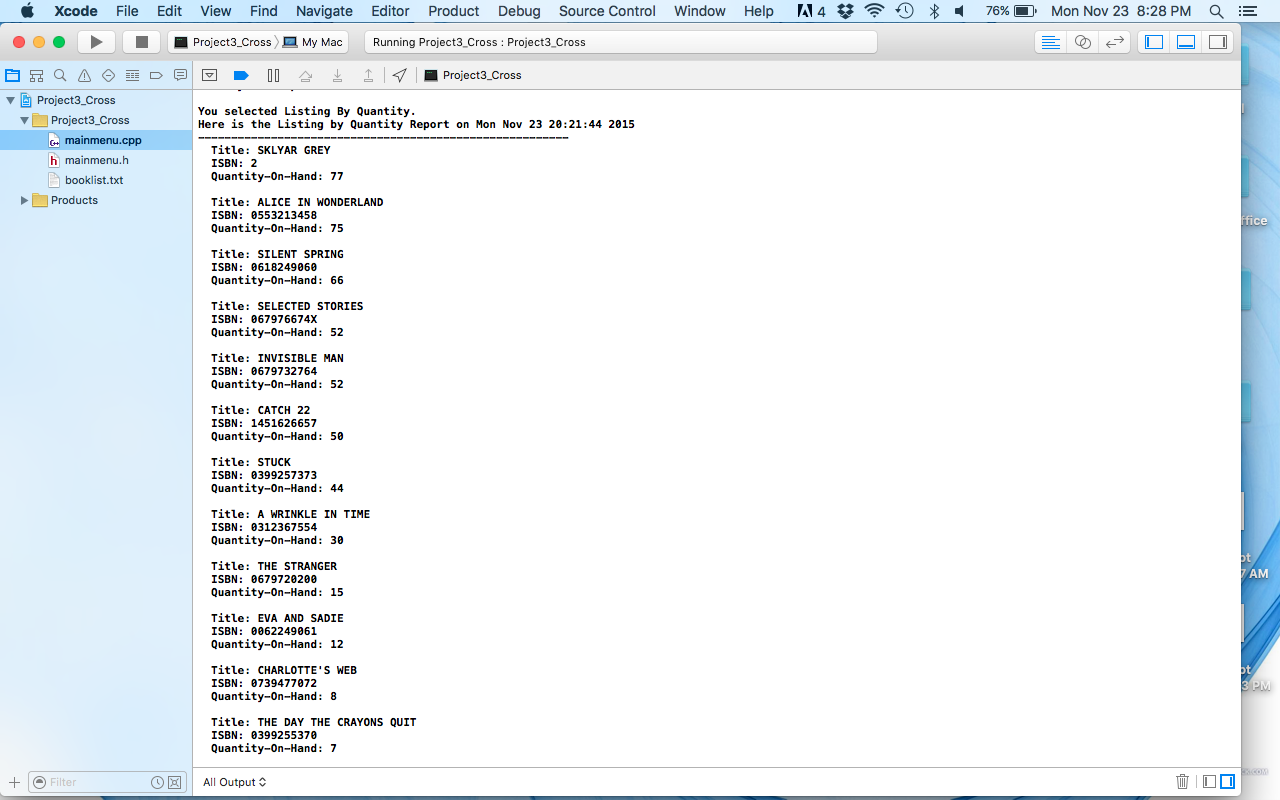 Xcode File Edit View Find Navigate Editor Product Debug Source Control Window Help 4 76% Mon Nov 23 8:28 PM
Project3_Cross My Mac Running Project3_Cross : Project3_Cross
Project3_Cross
Project3_Cross
Project3_Cross
mainmenu.cpp
mainmenu.h
booklist.txt
Products
You selected Listing By Quantity.
Here is the Listing by Quantity Report on Mon Nov 23 20:21:44 2015
--------------------------------------------------------
Title: SKLYAR GREY
ISBN: 2
Quantity-On-Hand: 77
Title: ALICE IN WONDERLAND
ISBN: 0553213458
Quantity-On-Hand: 75
Title: SILENT SPRING
ISBN: 0618249060
Quantity-On-Hand: 66
Title: SELECTED STORIES
ISBN: 067976674X
Quantity-On-Hand: 52
Title: INVISIBLE MAN
ISBN: 0679732764
Quantity-On-Hand: 52
Title: CATCH 22
ISBN: 1451626657
Quantity-On-Hand: 50
Title: STUCK
ISBN: 0399257373
Quantity-On-Hand: 44
Title: A WRINKLE IN TIME
ISBN: 0312367554
Quantity-On-Hand: 30
Title: THE STRANGER
ISBN: 0679720200
Quantity-On-Hand: 15
Title: EVA AND SADIE
ISBN: 0062249061
Quantity-On-Hand: 12
Title: CHARLOTTE'S WEB
ISBN: 0739477072
Quantity-On-Hand: 8
Title: THE DAY THE CRAYONS QUIT
ISBN: 0399255370
Quantity-On-Hand: 7
Filter
All Output
ffice
ot
7 AM
ot
3 PM